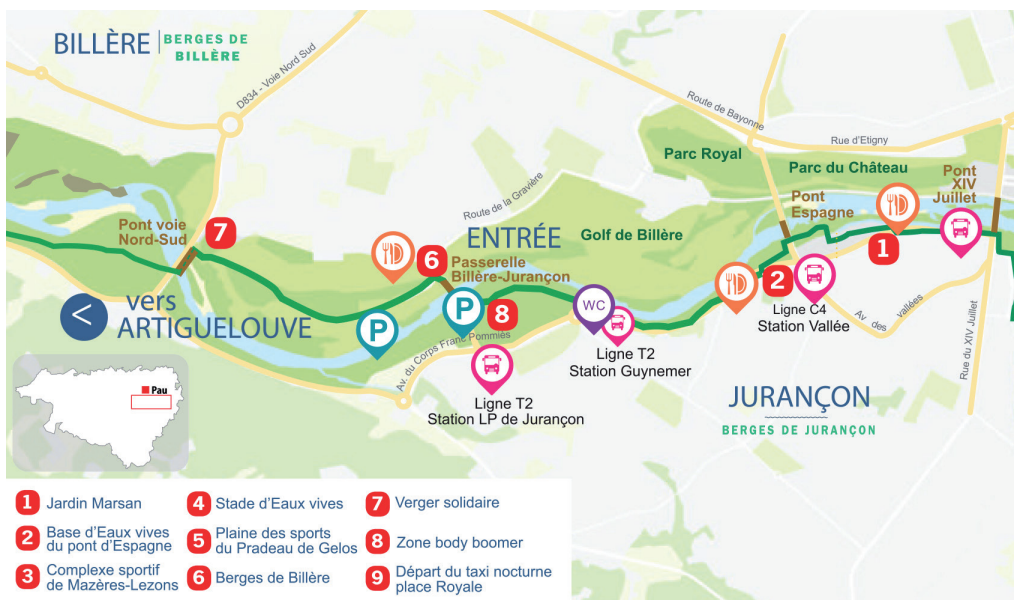 BILLÈRE
BERGES DE
BILLÈRE
D834 - Voie Nord Sud
Route de Bayonne
Rue d'Etigny
Parc Royal
Parc du Château
Pont
XIV
Juillet
Pont
Espagne
1
Route de la Gravière
Pont voie
Nord-Sud
7
ENTRÉE
Golf de Billère
6
Passerelle
Billère-Jurançon
2
Ligne C4
Station Vallée
Av. des vallées
Rue du XIV Juillet
<
vers
ARTIGUELOUVE
P
P
8
WC
Av. du Corps Franc Pommiès
Ligne T2
Station Guynemer
Ligne T2
Station LP de Jurançon
JURANÇON
BERGES DE JURANÇON
Pau
1 Jardin Marsan
2 Base d'Eaux vives
du pont d'Espagne
3 Complexe sportif
de Mazères-Lezons
4 Stade d'Eaux vives
5 Plaine des sports
du Pradeau de Gelos
6 Berges de Billère
7 Verger solidaire
8 Zone body boomer
9 Départ du taxi nocturne
place Royale